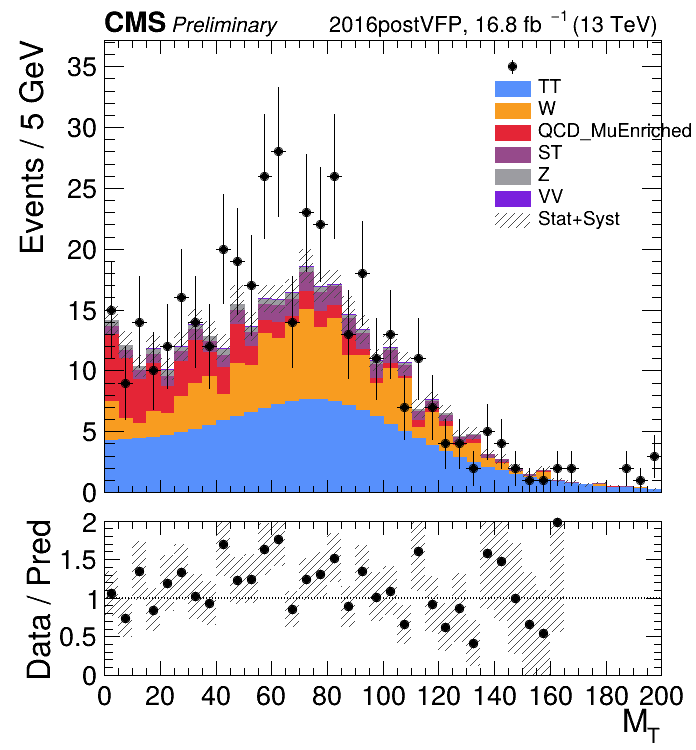 CMS Preliminary 2016postVFP, 16.8 fb⁻¹ (13 TeV)
Events / 5 GeV
35
30
25
20
15
10
5
0
TT
W
QCD_MuEnriched
ST
Z
VV
Stat+Syst
Data / Pred
2
1.5
1
0.5
0
0 20 40 60 80 100 120 140 160 180 200
M_T